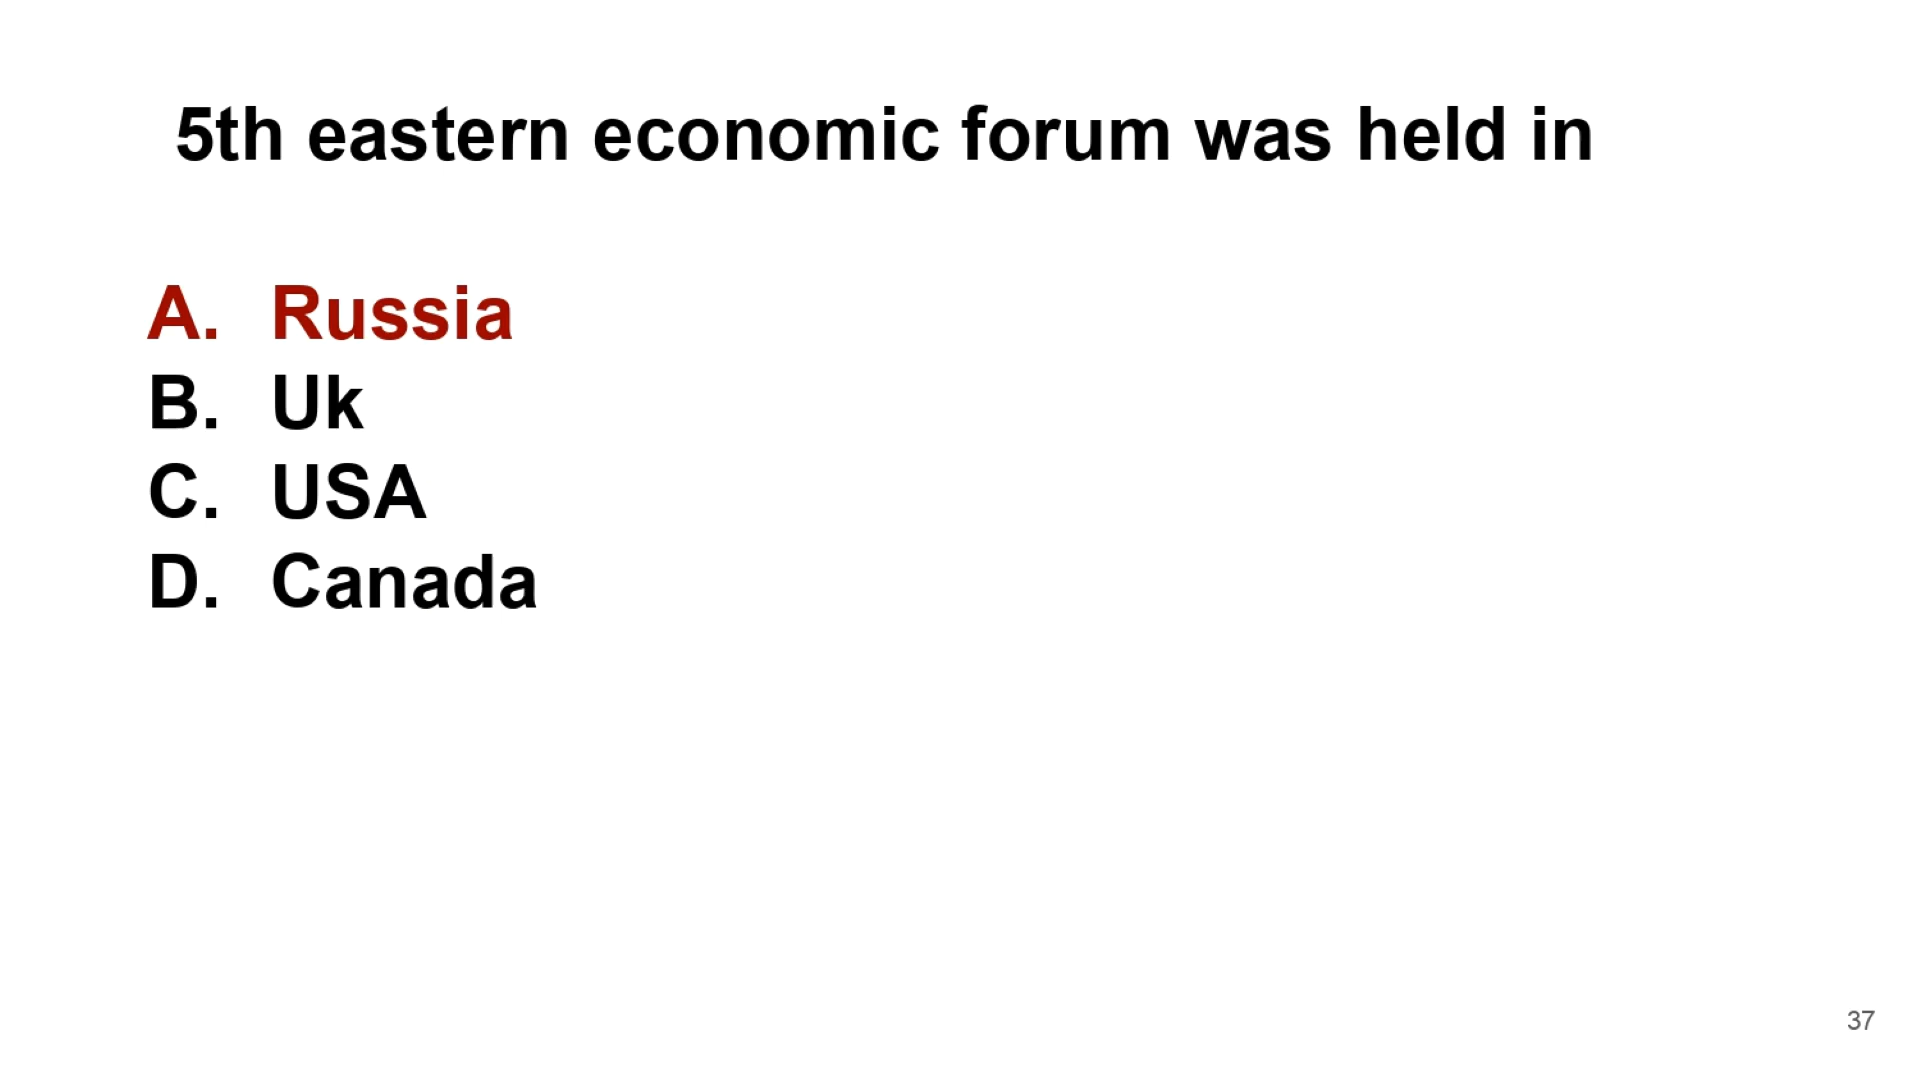 5th eastern economic forum was held in
A. Russia
B. Uk
C. USA
D. Canada
37